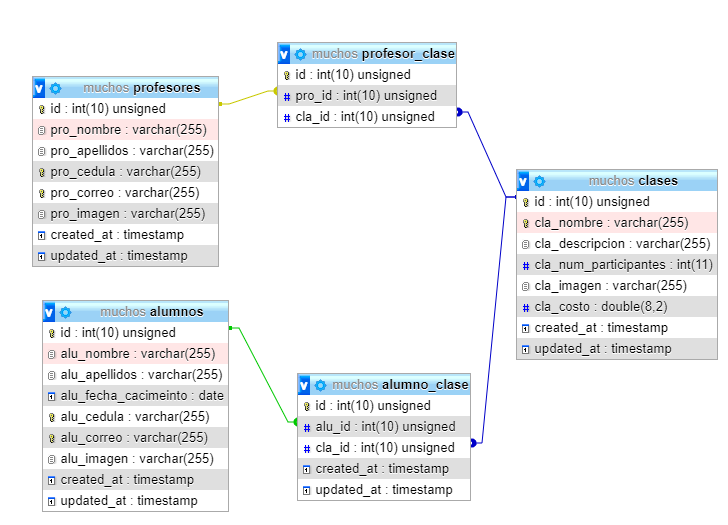 muchos profesor_clase
id : int(10) unsigned
pro_id : int(10) unsigned
cla_id : int(10) unsigned
muchos profesores
id : int(10) unsigned
pro_nombre : varchar(255)
pro_apellidos : varchar(255)
pro_cedula : varchar(255)
pro_correo : varchar(255)
pro_imagen : varchar(255)
created_at : timestamp
updated_at : timestamp
muchos clases
id : int(10) unsigned
cla_nombre : varchar(255)
cla_descripcion : varchar(255)
cla_num_participantes : int(11)
cla_imagen : varchar(255)
cla_costo : double(8,2)
created_at : timestamp
updated_at : timestamp
muchos alumnos
id : int(10) unsigned
alu_nombre : varchar(255)
alu_apellidos : varchar(255)
alu_fecha_cacimeinto : date
alu_cedula : varchar(255)
alu_correo : varchar(255)
alu_imagen : varchar(255)
created_at : timestamp
updated_at : timestamp
muchos alumno_clase
id : int(10) unsigned
alu_id : int(10) unsigned
cla_id : int(10) unsigned
created_at : timestamp
updated_at : timestamp